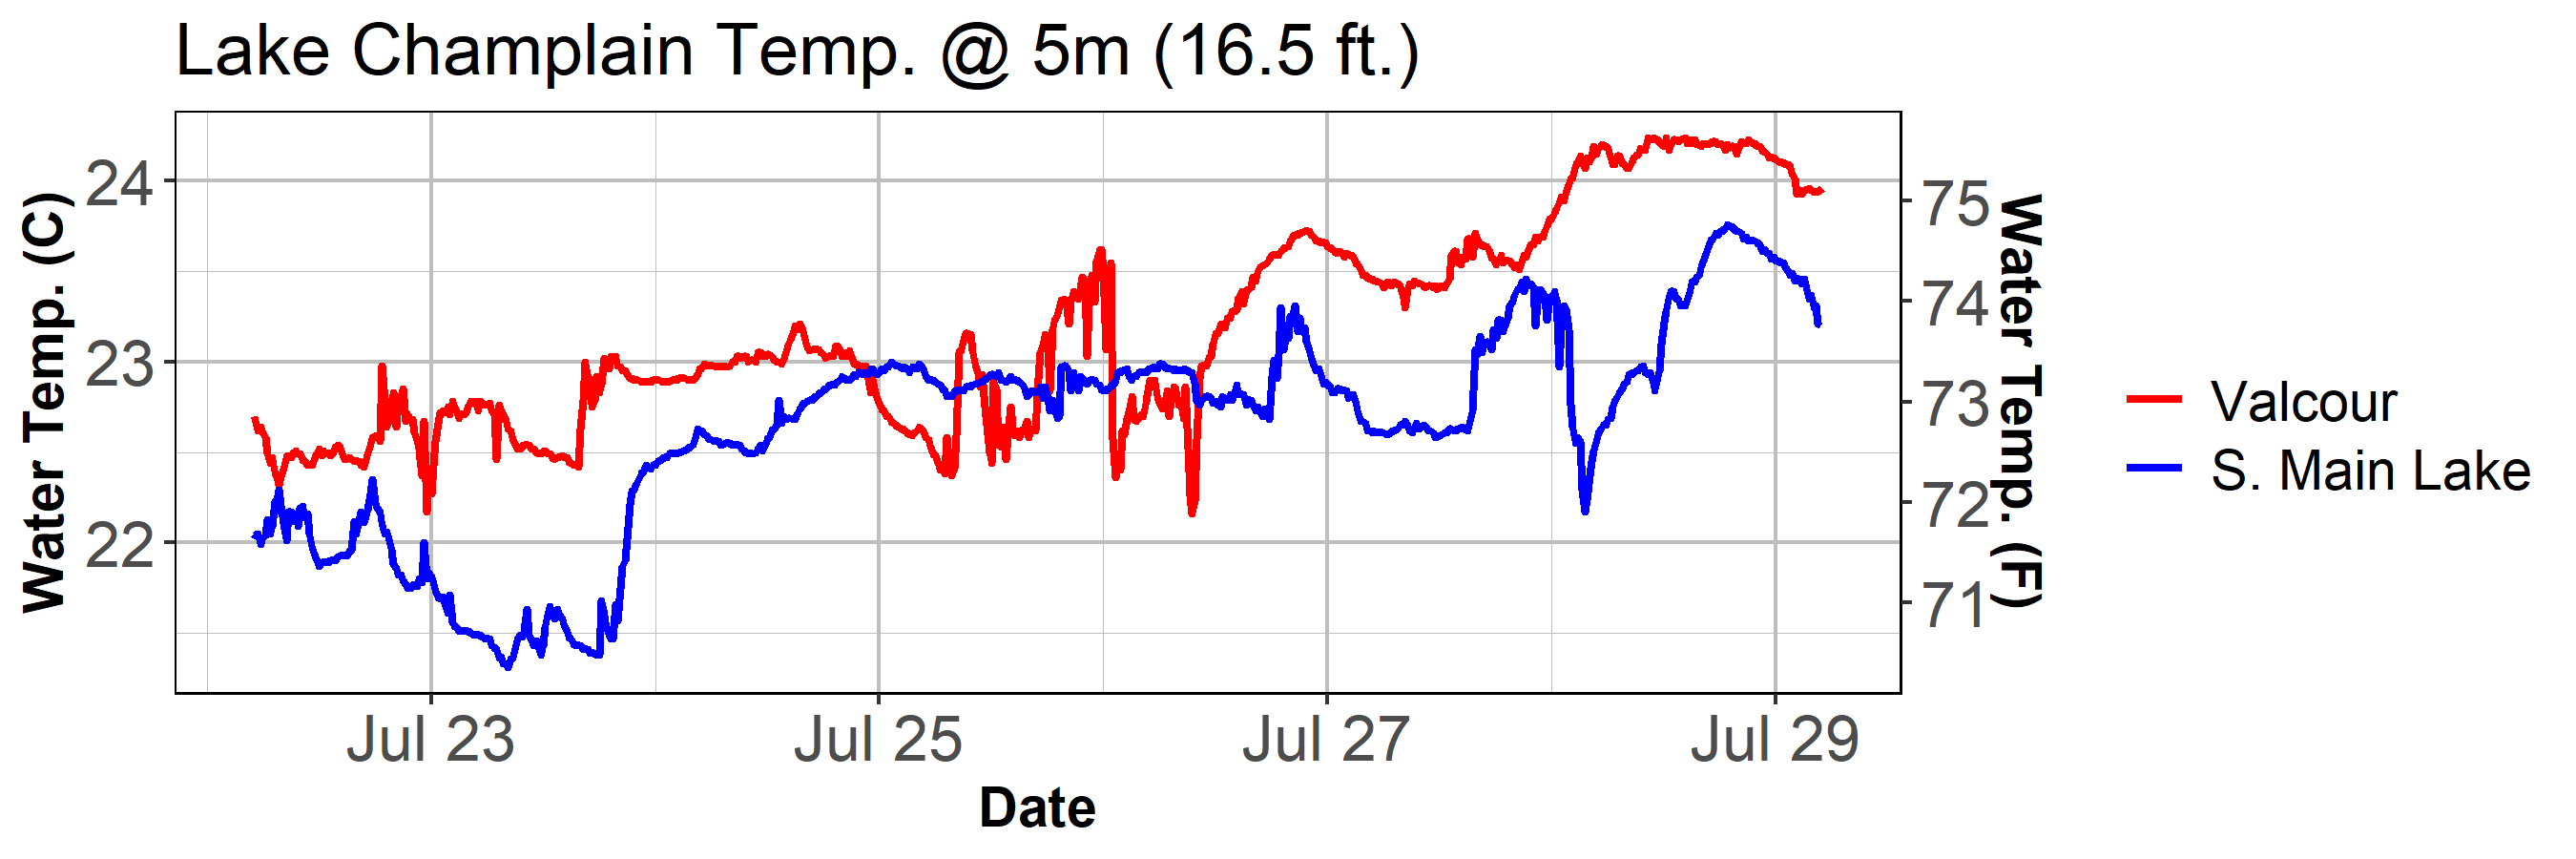 Lake Champlain Temp. @ 5m (16.5 ft.)
Water Temp. (C)
24
23
22
75
74
73
72
71
Water Temp. (F)
Jul 23
Jul 25
Jul 27
Jul 29
Date
Valcour
S. Main Lake